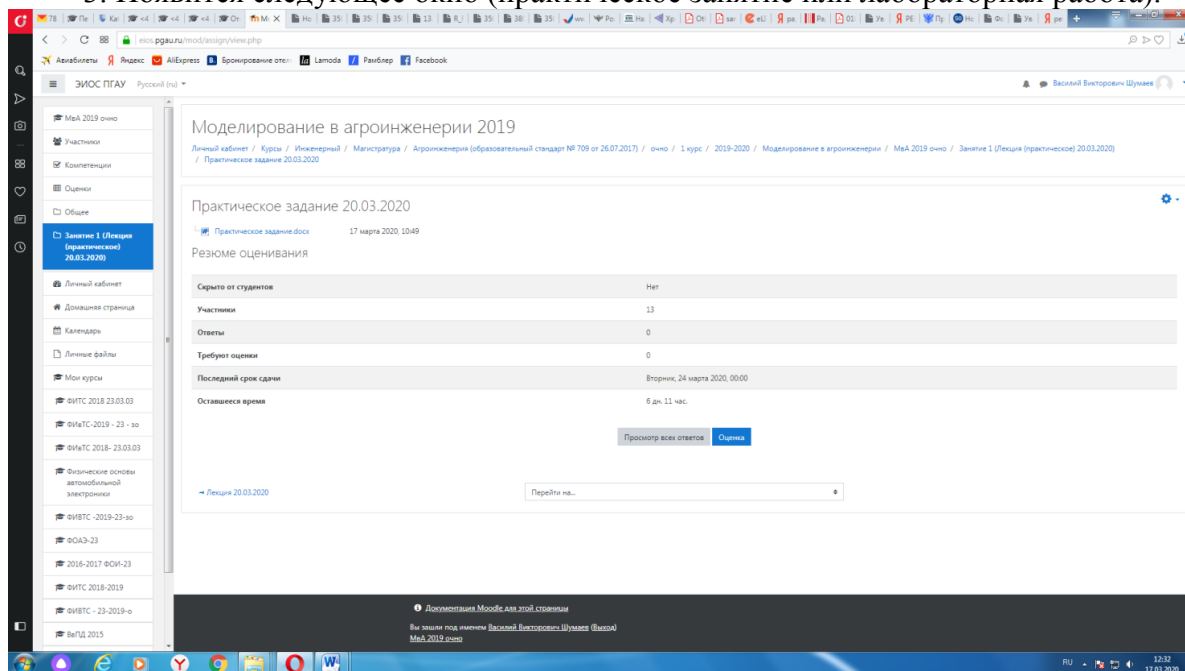 5. Появится следующее окно (практическое занятие или лабораторная работа).
eios.pgau.ru/mod/assign/view.php
Авиабилеты Яндекс AliExpress Бронирование отел Lamoda Рамблер Facebook
ЭИОС ПГАУ Русский (ru)
Василий Викторович Шумаев
МвА 2019 очно
Участники
Компетенции
Оценки
Общее
Занятие 1 (Лекция
(практическое)
20.03.2020)
Личный кабинет
Домашняя страница
Календарь
Личные файлы
Мои курсы
ФИТС 2018 23.03.03
ФИвТС-2019 - 23 - зо
ФИвТС 2018- 23.03.03
Физические основы
автомобильной
электроники
ФИВТС -2019-23-зо
ФОАЭ-23
2016-2017 ФОИ-23
ФИТС 2018-2019
ФИВТС - 23-2019-о
ВвПД 2015
Моделирование в агроинженерии 2019
Личный кабинет / Курсы / Инженерный / Магистратура / Агроинженерия (образовательный стандарт № 709 от 26.07.2017) / очно / 1 курс / 2019-2020 / Моделирование в агроинженерии / МвА 2019 очно / Занятие 1 (Лекция (практическое) 20.03.2020)
/ Практическое задание 20.03.2020
Практическое задание 20.03.2020
Практическое задание.docx 17 марта 2020, 10:49
Резюме оценивания
Скрыто от студентов Нет
Участники 13
Ответы 0
Требуют оценки 0
Последний срок сдачи Вторник, 24 марта 2020, 00:00
Оставшееся время 6 дн. 11 час.
Просмотр всех ответов Оценка
→ Лекция 20.03.2020 Перейти на...
Документация Moodle для этой страницы
Вы зашли под именем Василий Викторович Шумаев (Выход)
МвА 2019 очно
RU 12:32
17.03.2020